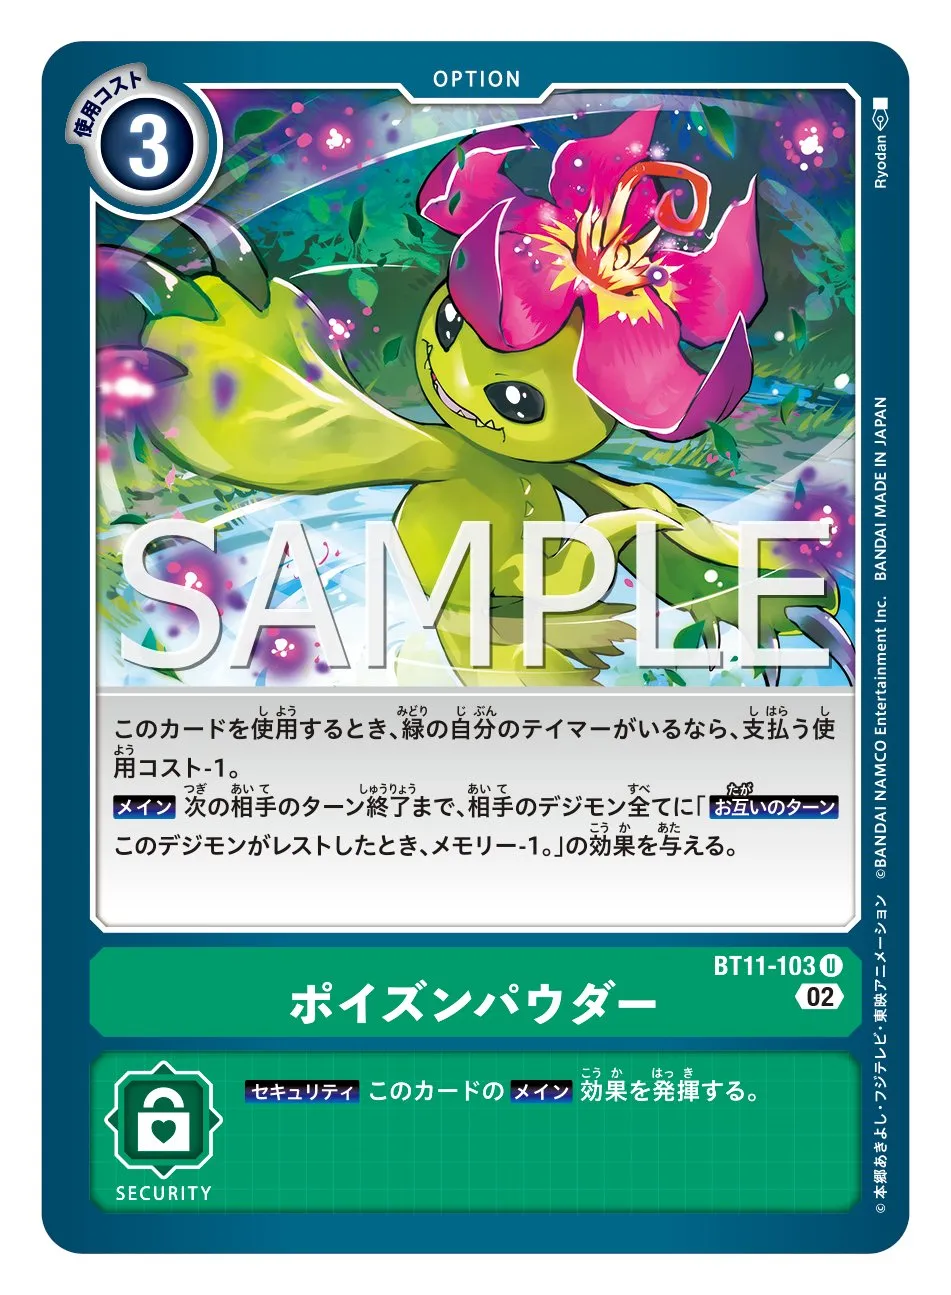 OPTION
使用コスト
3
Ryodan
SAMPLE
このカードを使用するとき、緑の自分のテイマーがいるなら、支払う使
用コスト-1。
メイン 次の相手のターン終了まで、相手のデジモン全てに「お互いのターン
このデジモンがレストしたとき、メモリー-1。」の効果を与える。
BT11-103 U
02
ポイズンパウダー
セキュリティ このカードの メイン 効果を発揮する。
SECURITY
©本郷あきよし・フジテレビ・東映アニメーション ©BANDAI NAMCO Entertainment Inc. BANDAI MADE IN JAPAN